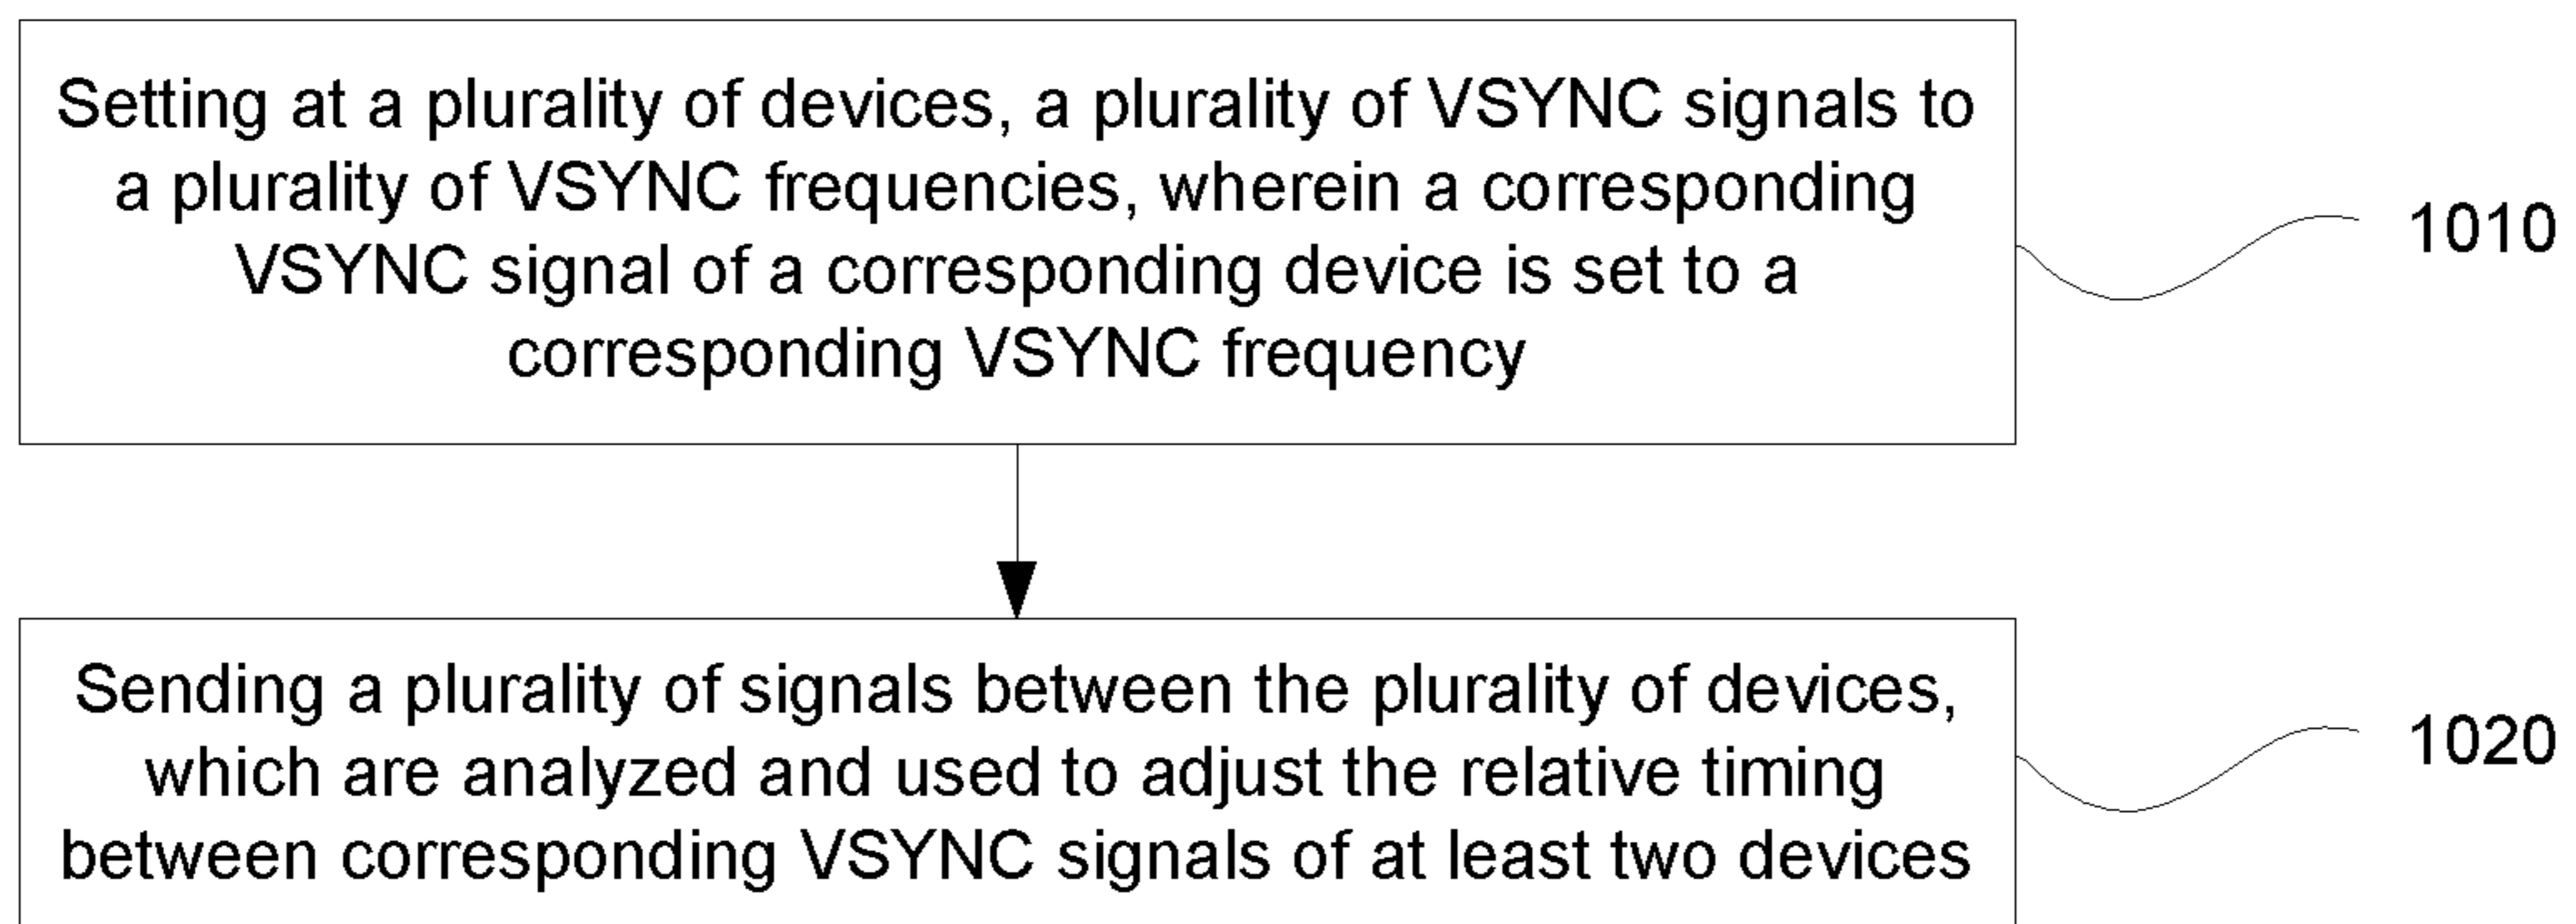 Setting at a plurality of devices, a plurality of VSYNC signals to
a plurality of VSYNC frequencies, wherein a corresponding
VSYNC signal of a corresponding device is set to a
corresponding VSYNC frequency
1010
Sending a plurality of signals between the plurality of devices,
which are analyzed and used to adjust the relative timing
between corresponding VSYNC signals of at least two devices
1020